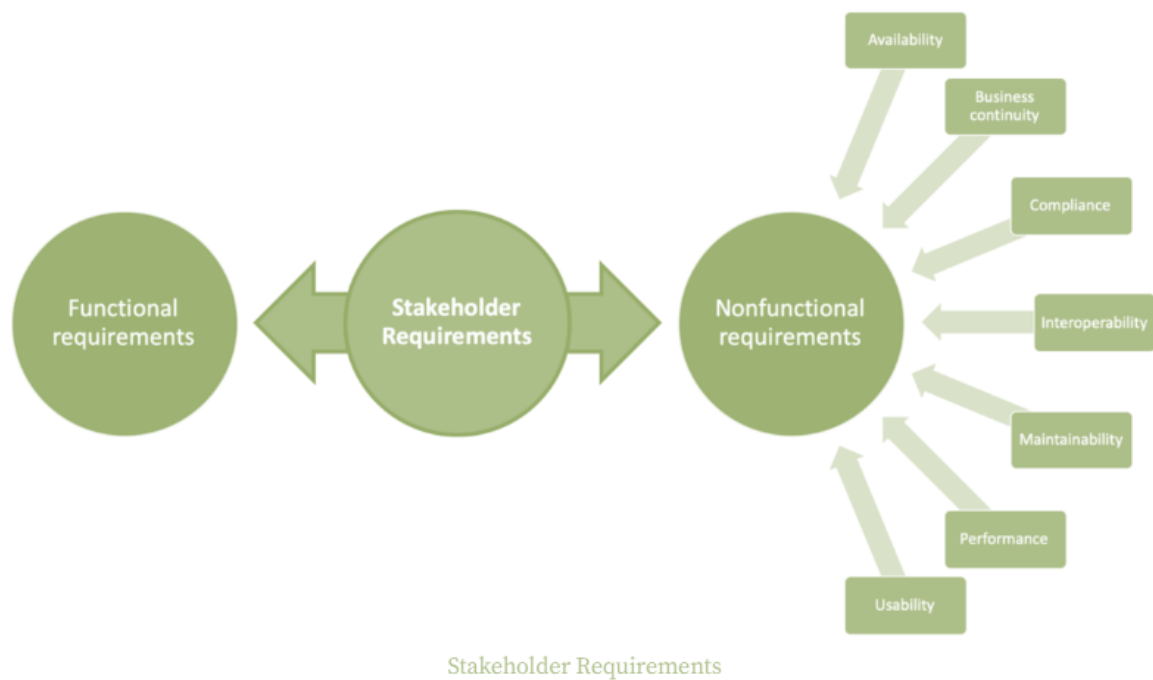 Availability
Business
continuity
Compliance
Functional
requirements
Stakeholder
Requirements
Nonfunctional
requirements
Interoperability
Maintainability
Performance
Usability
Stakeholder Requirements